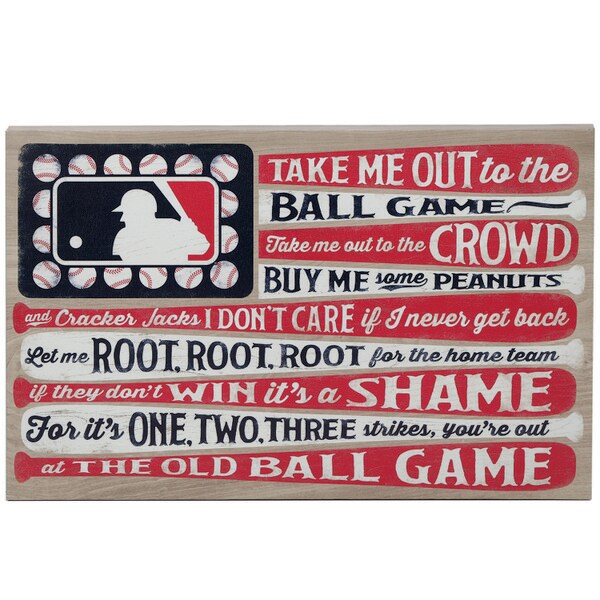 TAKE ME OUT to the
BALL GAME
Take me out to the CROWD
BUY ME some PEANUTS
and Cracker Jacks I DON'T CARE if I never get back
Let me ROOT, ROOT, ROOT for the home team
if they don't WIN it's a SHAME
For it's ONE, TWO, THREE strikes, you're out
at THE OLD BALL GAME